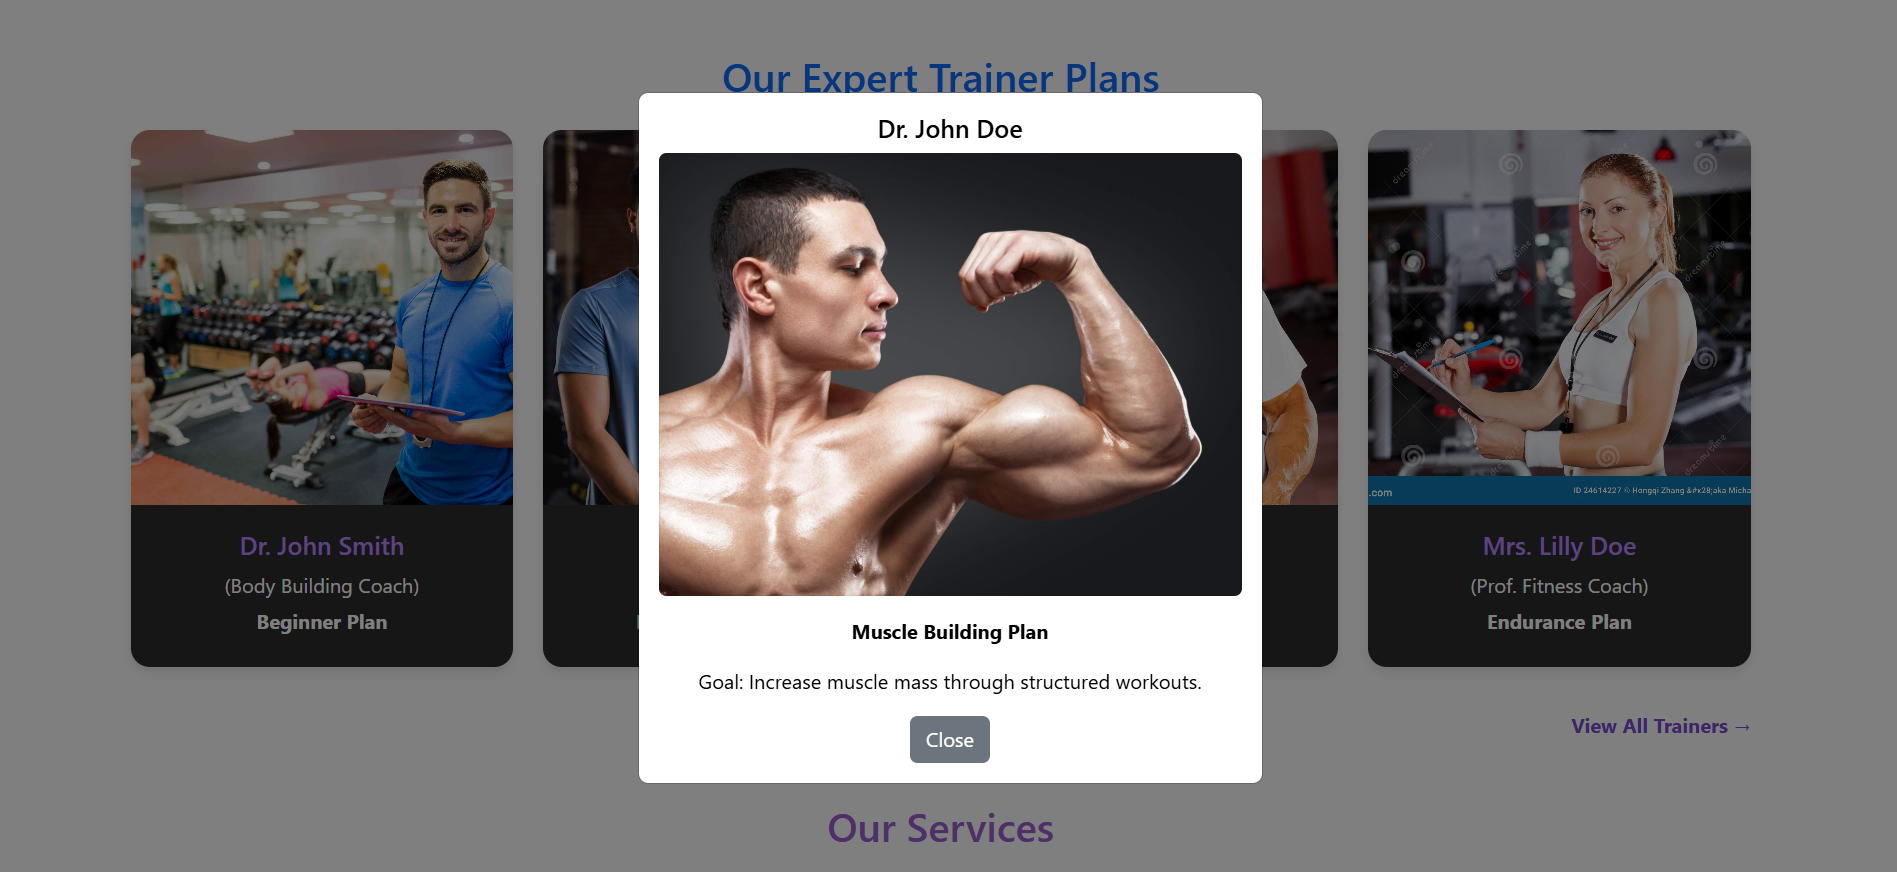 Our Expert Trainer Plans
Dr. John Doe
Muscle Building Plan
Goal: Increase muscle mass through structured workouts.
Close
Dr. John Smith
(Body Building Coach)
Beginner Plan
dreamstime
.com
ID 24614227 © Hongqi Zhang &#x28;aka Micha
Mrs. Lilly Doe
(Prof. Fitness Coach)
Endurance Plan
View All Trainers →
Our Services